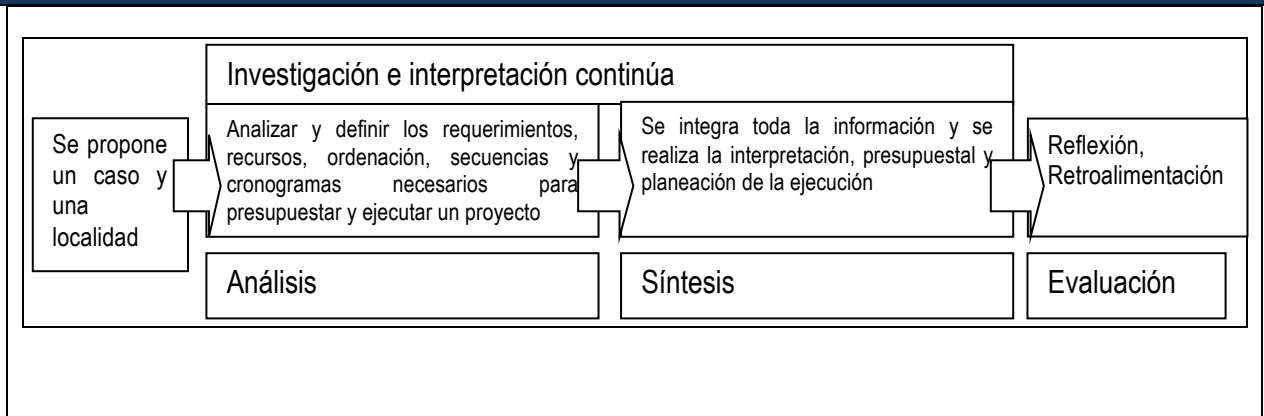 Investigación e interpretación continúa
Se propone
un caso y
una
localidad
Analizar y definir los requerimientos,
recursos, ordenación, secuencias y
cronogramas necesarios para
presupuestar y ejecutar un proyecto
Se integra toda la información y se
realiza la interpretación, presupuestal y
planeación de la ejecución
Reflexión,
Retroalimentación
Análisis
Síntesis
Evaluación